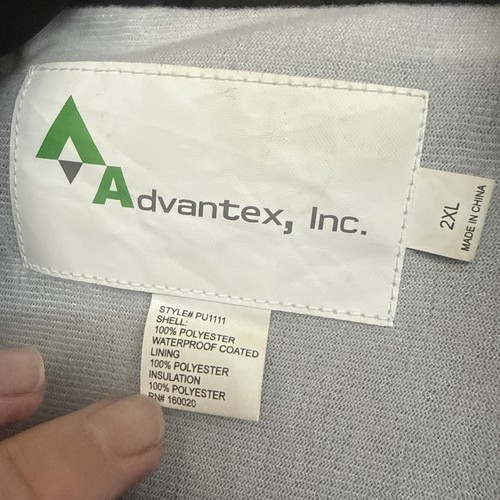 Advantex, Inc.
2XL
MADE IN CHINA
STYLE# PU1111
SHELL:
100% POLYESTER
WATERPROOF COATED
LINING
100% POLYESTER
INSULATION
100% POLYESTER
RN# 160020